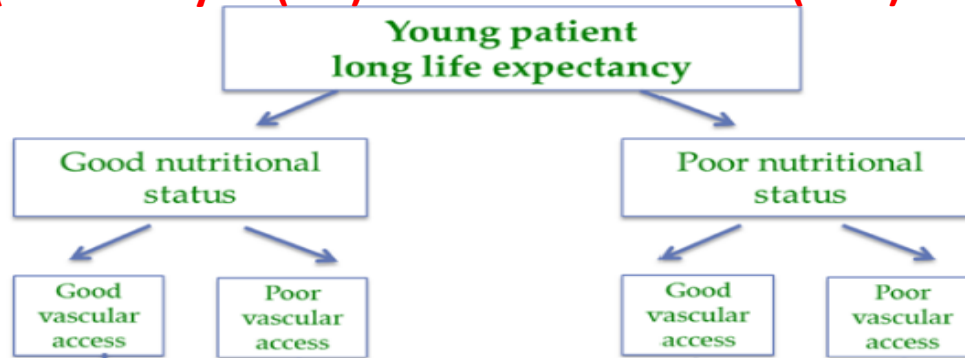 Young patient
long life expectancy
Good nutritional
status
Poor nutritional
status
Good
vascular
access
Poor
vascular
access
Good
vascular
access
Poor
vascular
access